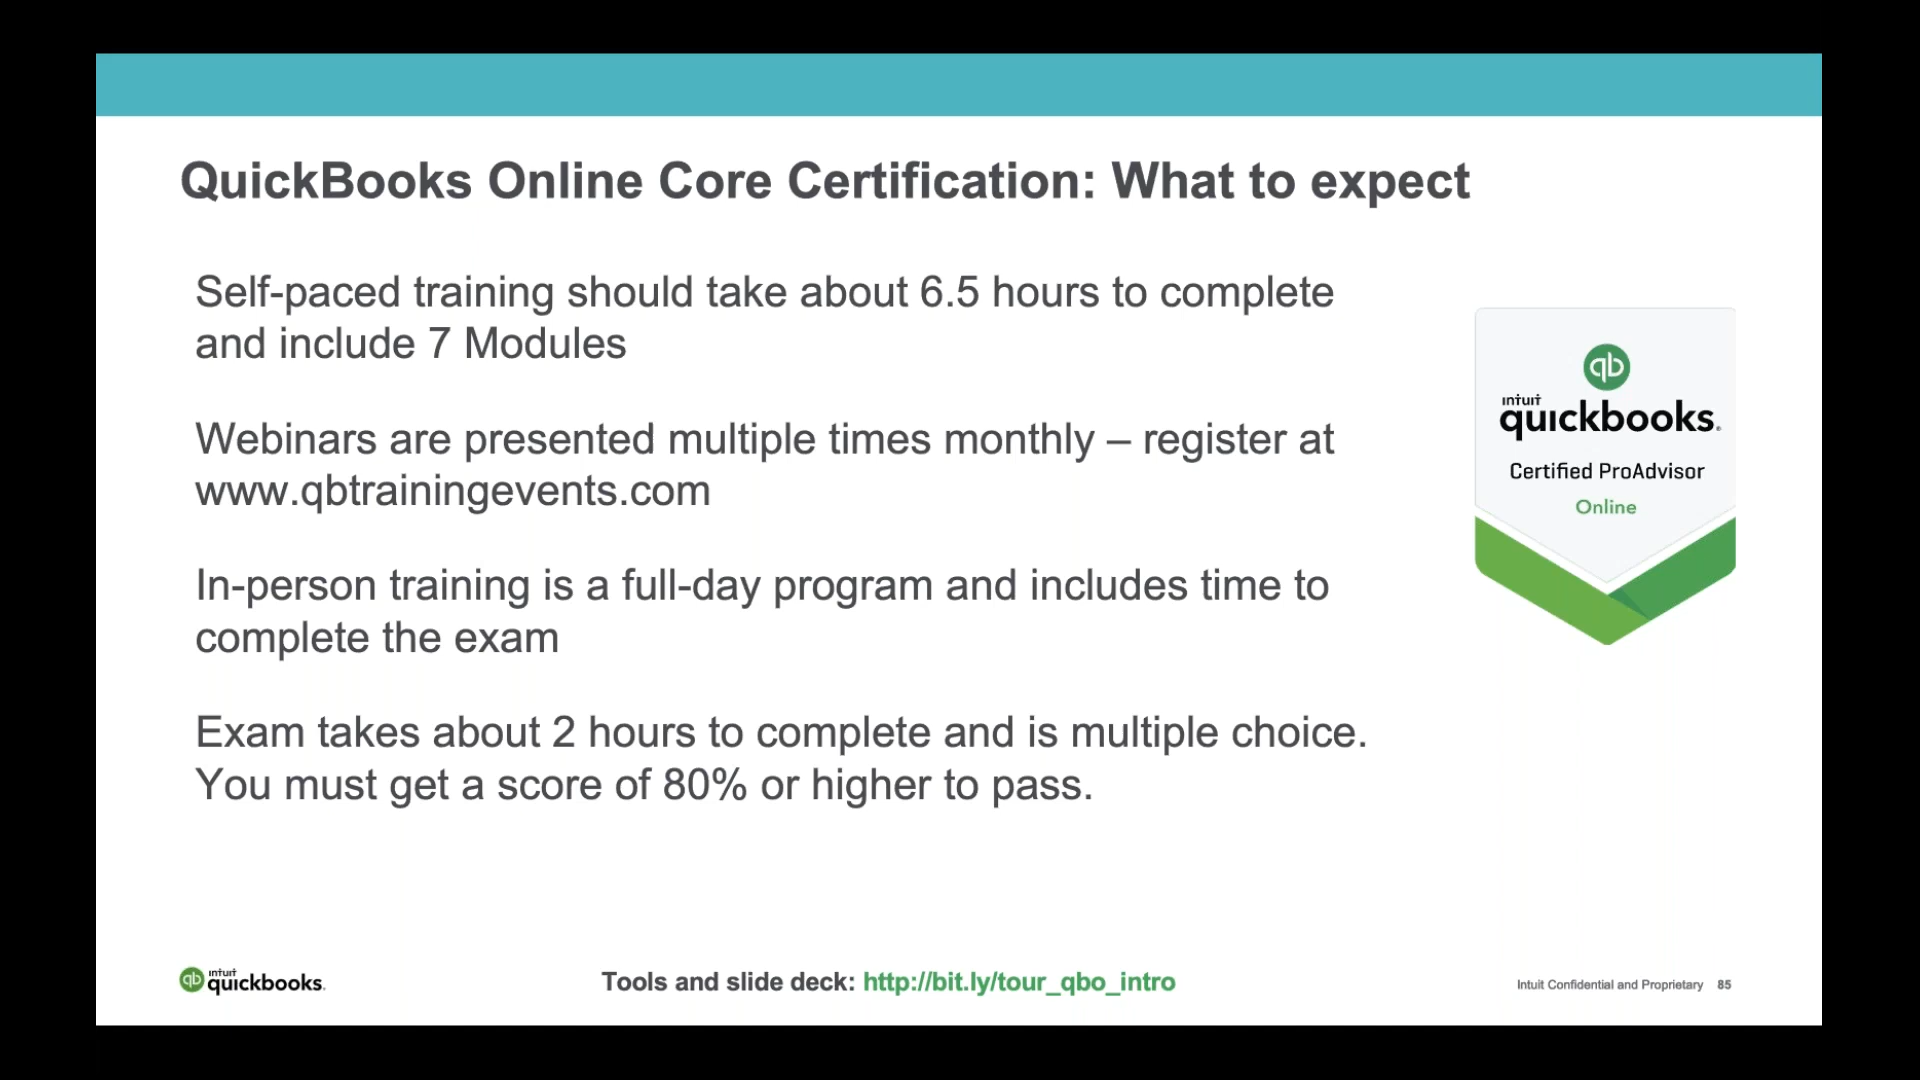 QuickBooks Online Core Certification: What to expect
Self-paced training should take about 6.5 hours to complete
and include 7 Modules
Webinars are presented multiple times monthly – register at
www.qbtrainingevents.com
In-person training is a full-day program and includes time to
complete the exam
Exam takes about 2 hours to complete and is multiple choice.
You must get a score of 80% or higher to pass.
qb
intuit
quickbooks.
Certified ProAdvisor
Online
qb intuit quickbooks.
Tools and slide deck: http://bit.ly/tour_qbo_intro
Intuit Confidential and Proprietary 85